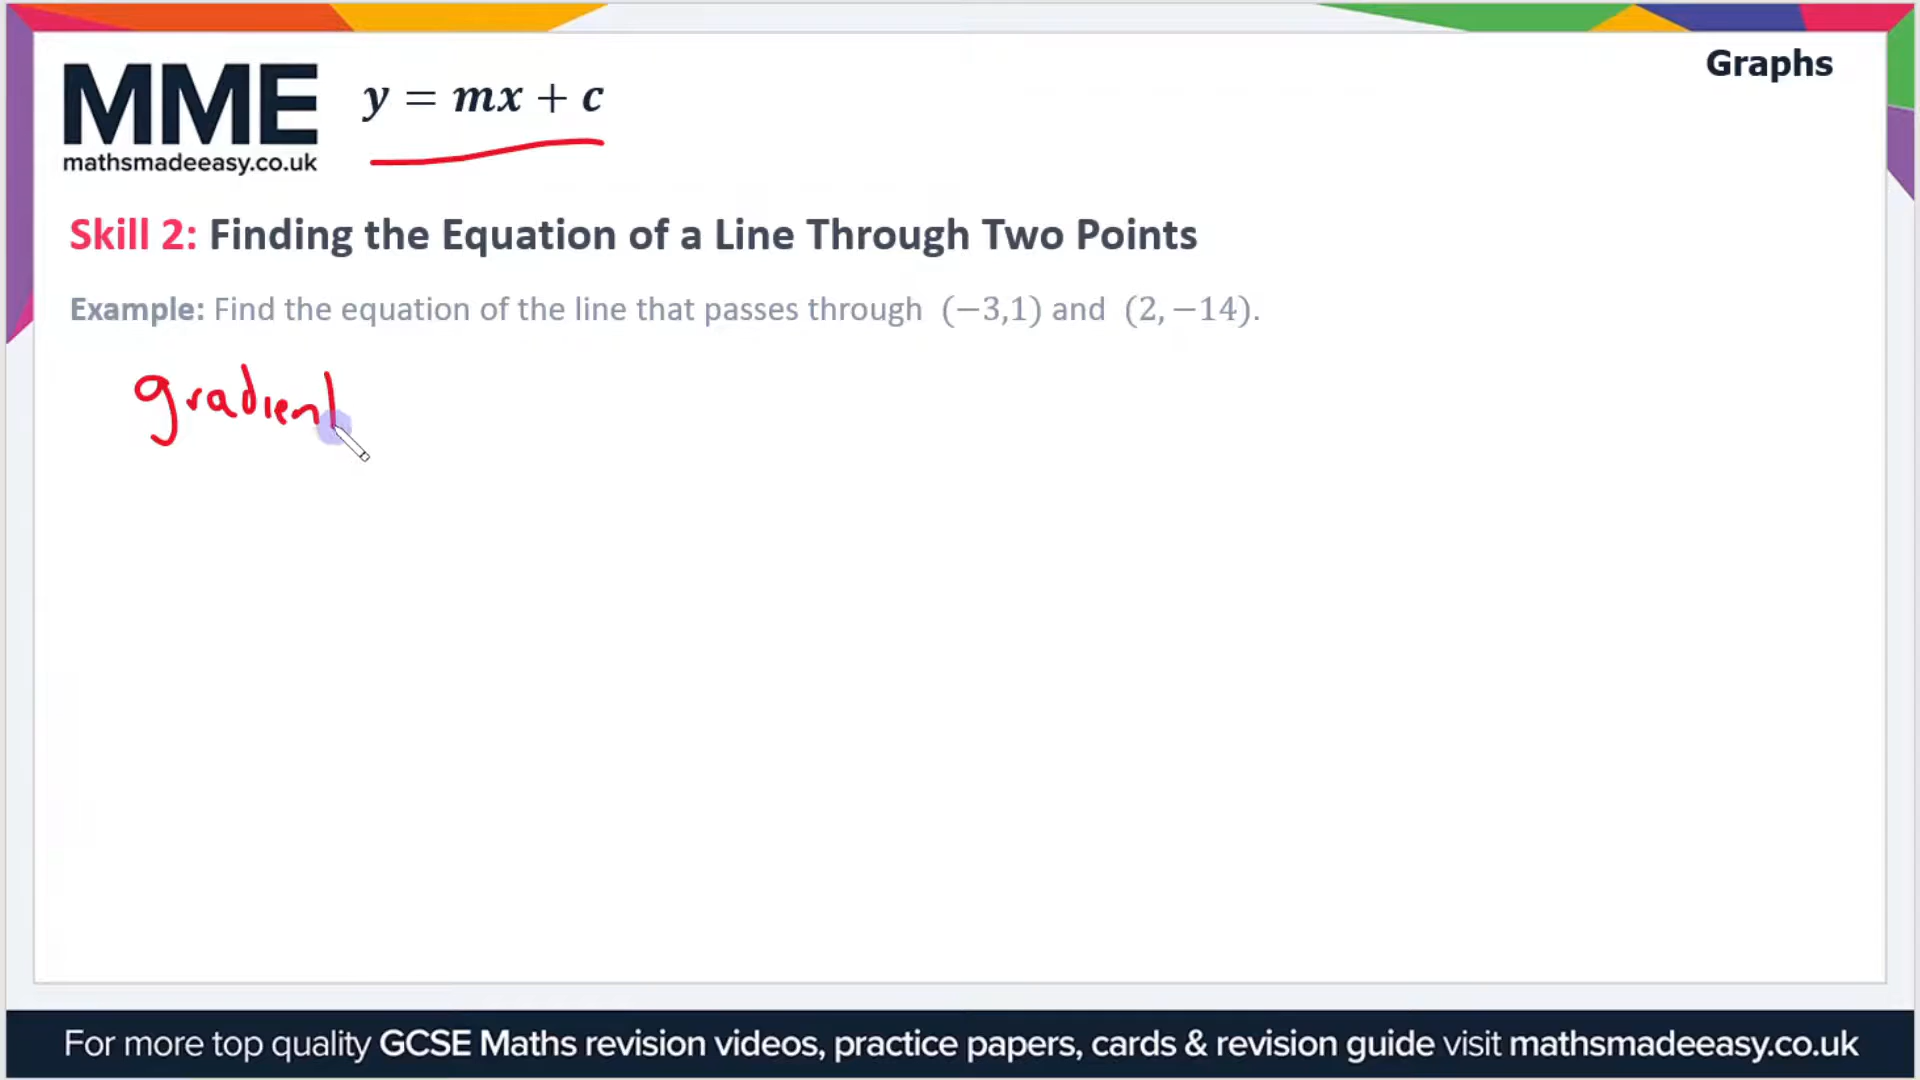 Graphs
MME
mathsmadeeasy.co.uk
y = mx + c
Skill 2: Finding the Equation of a Line Through Two Points
Example: Find the equation of the line that passes through (−3,1) and (2, −14).
gradient
For more top quality GCSE Maths revision videos, practice papers, cards & revision guide visit mathsmadeeasy.co.uk